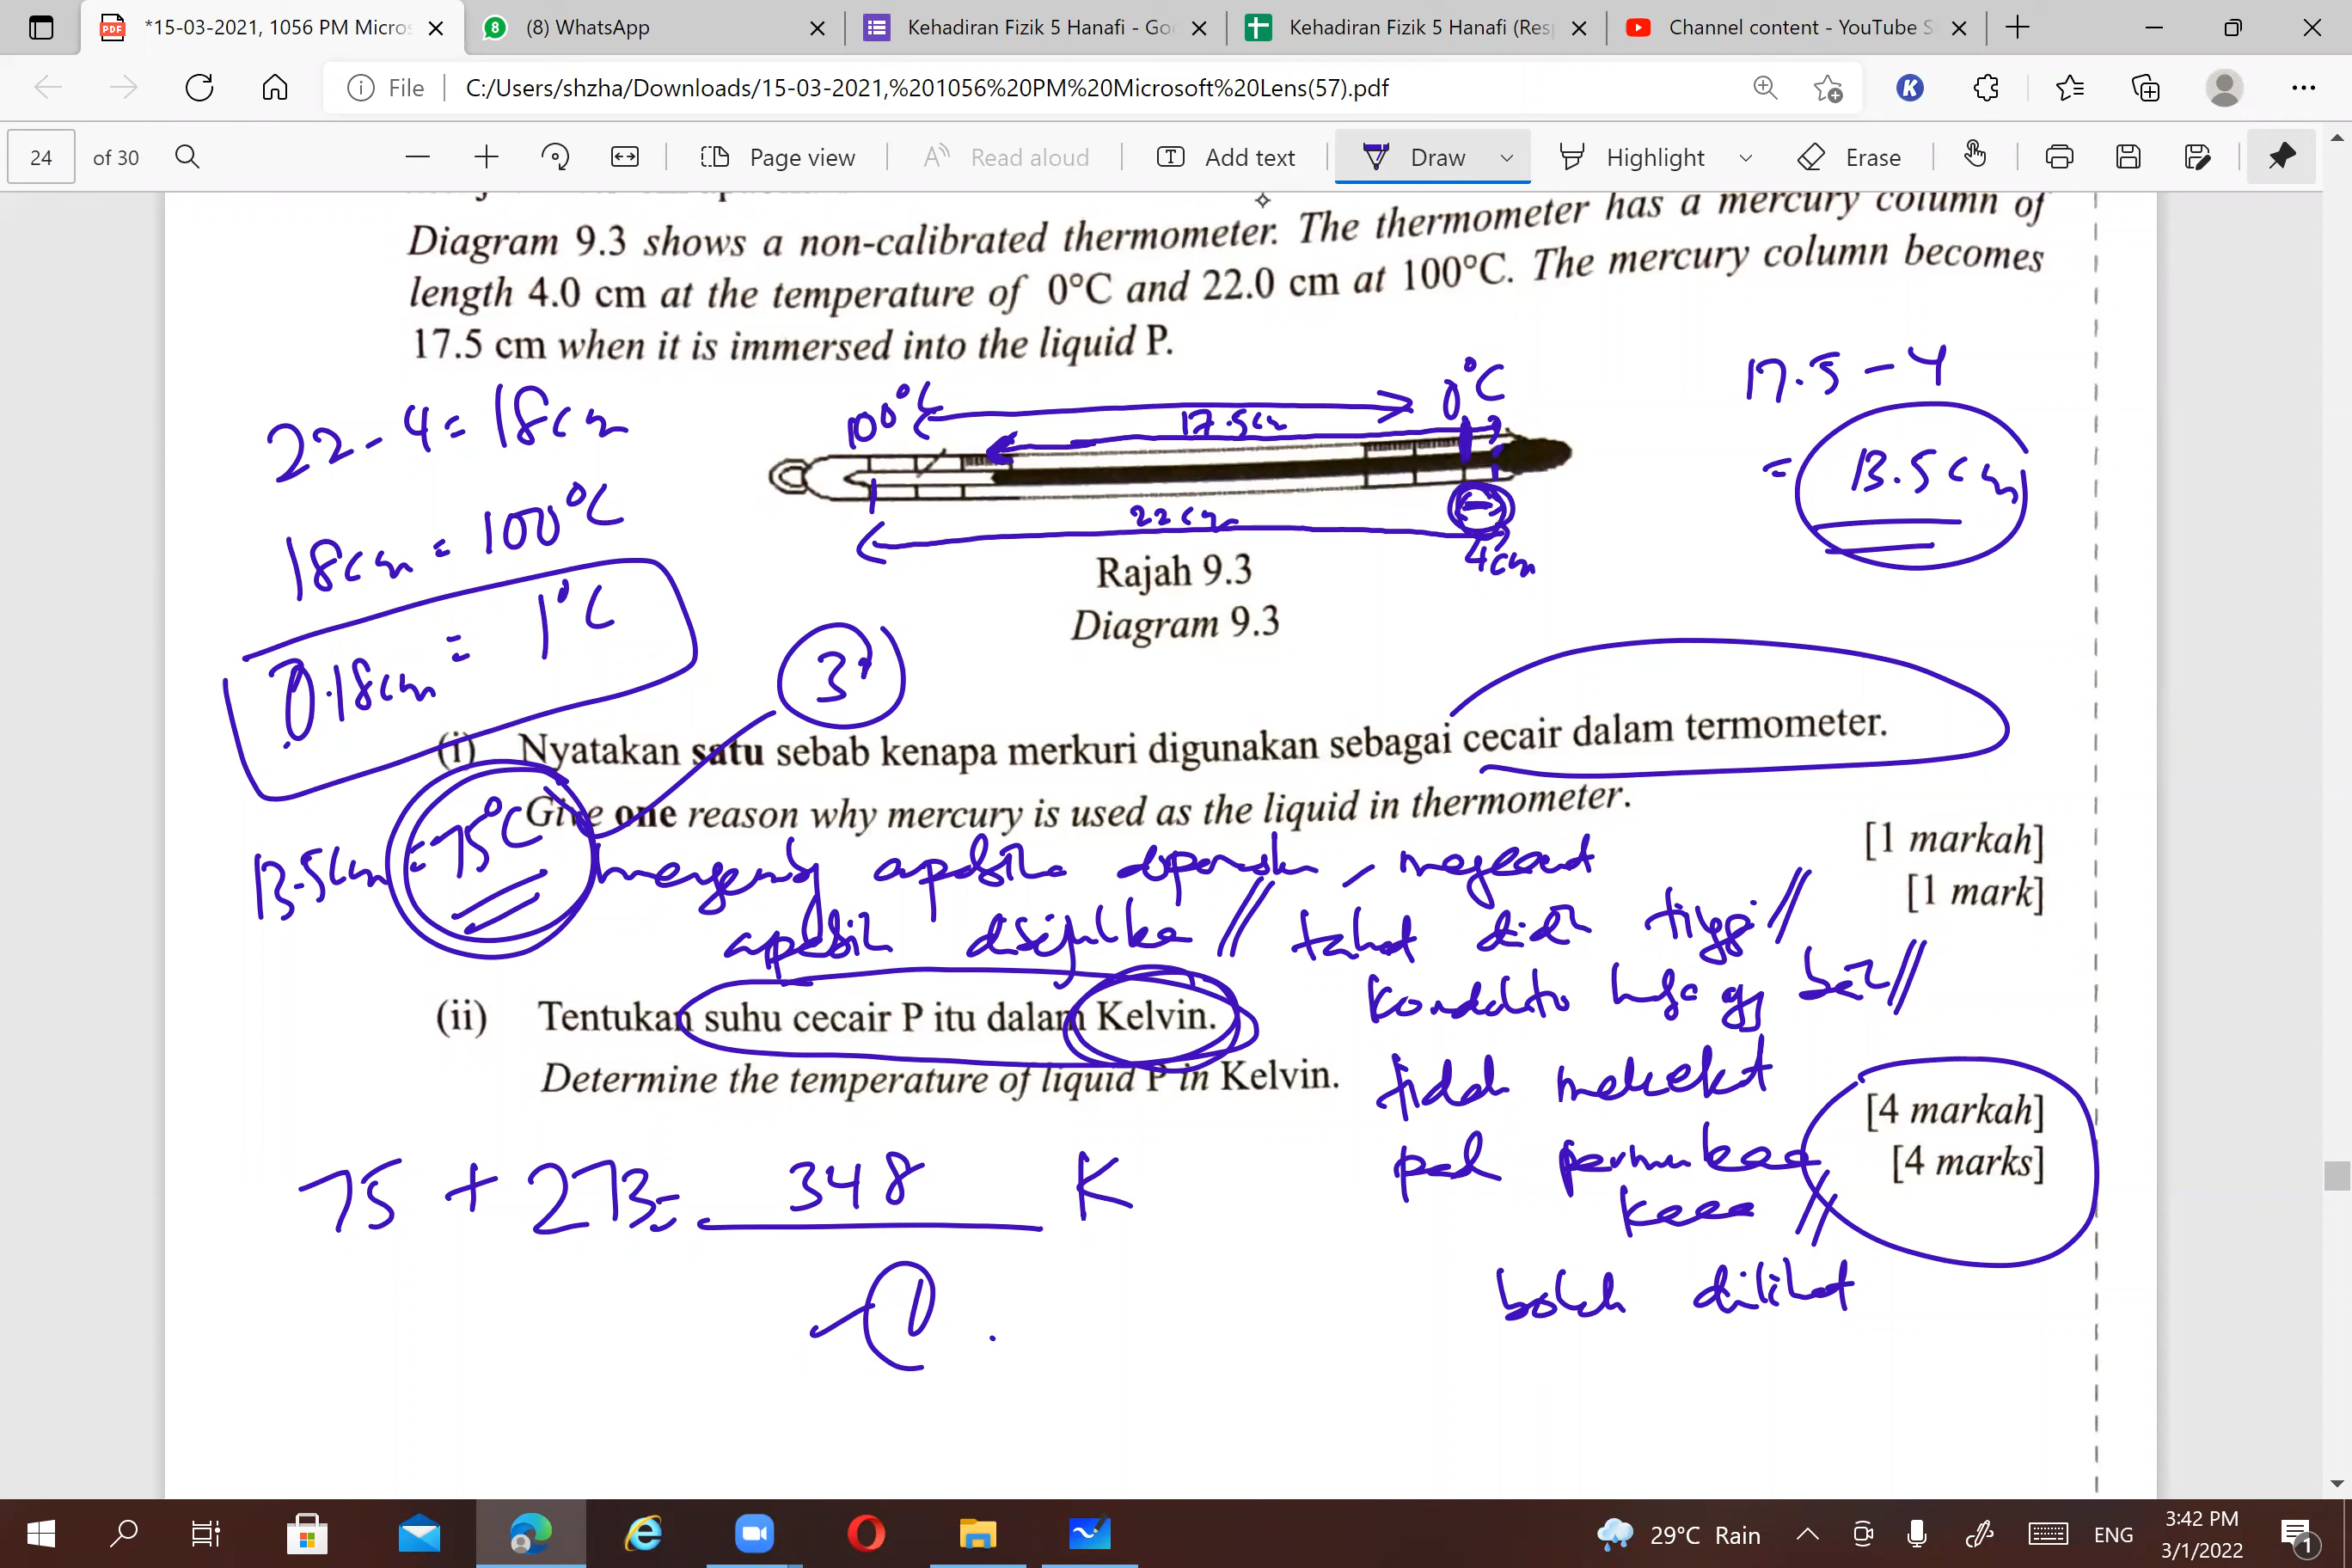 *15-03-2021, 1056 PM Micros
(8) WhatsApp
Kehadiran Fizik 5 Hanafi - Goo
Kehadiran Fizik 5 Hanafi (Resp
Channel content - YouTube S
File
C:/Users/shzha/Downloads/15-03-2021,%201056%20PM%20Microsoft%20Lens(57).pdf
24 of 30
Page view
Read aloud
Add text
Draw
Highlight
Erase
Diagram 9.3 shows a non-calibrated thermometer. The thermometer has a mercury column of
length 4.0 cm at the temperature of 0°C and 22.0 cm at 100°C. The mercury column becomes
17.5 cm when it is immersed into the liquid P.
22 - 4 = 18cm
100°C
17.5cm
0°C
17.5 - 4
= 13.5cm
18cm = 100°C
22cm
4cm
Rajah 9.3
Diagram 9.3
0.18cm = 1°C
3
(i) Nyatakan satu sebab kenapa merkuri digunakan sebagai cecair dalam termometer.
Give one reason why mercury is used as the liquid in thermometer.
[1 markah]
[1 mark]
13.5cm = 75°C
apabila
tinggi //
(ii) Tentukan suhu cecair P itu dalam Kelvin.
Determine the temperature of liquid P in Kelvin.
tidak melekat
[4 markah]
[4 marks]
75 + 273 = 348 K
boleh dilihat
29°C Rain
ENG
3:42 PM
3/1/2022